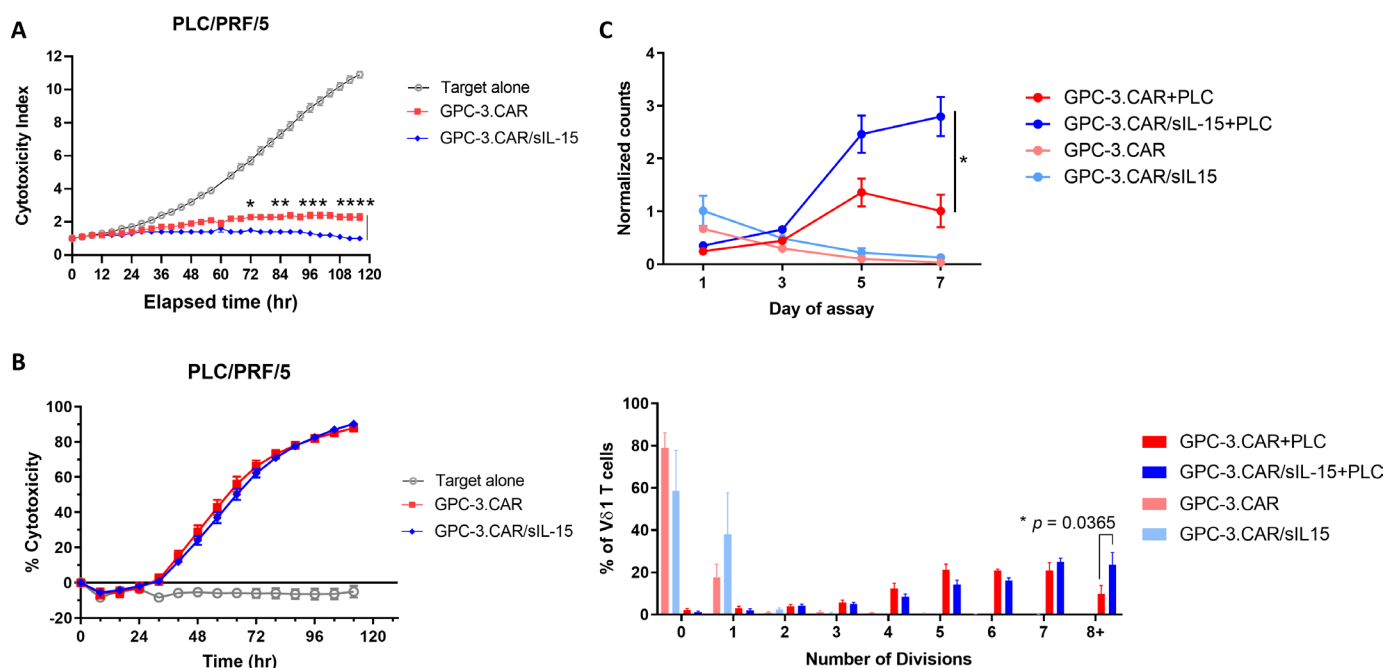 A
PLC/PRF/5
Cytotoxicity Index
12
10
8
6
4
2
0
* ** *** ****
0 12 24 36 48 60 72 84 96 108 120
Elapsed time (hr)
Target alone
GPC-3.CAR
GPC-3.CAR/sIL-15
C
Normalized counts
4
3
2
1
0
*
1 3 5 7
Day of assay
GPC-3.CAR+PLC
GPC-3.CAR/sIL-15+PLC
GPC-3.CAR
GPC-3.CAR/sIL15
B
PLC/PRF/5
% Cytotoxicity
100
80
60
40
20
0
-20
0 24 48 72 96 120
Time (hr)
Target alone
GPC-3.CAR
GPC-3.CAR/sIL-15
% of Vδ1 T cells
100
80
60
40
20
0
* p = 0.0365
0 1 2 3 4 5 6 7 8+
Number of Divisions
GPC-3.CAR+PLC
GPC-3.CAR/sIL-15+PLC
GPC-3.CAR
GPC-3.CAR/sIL15